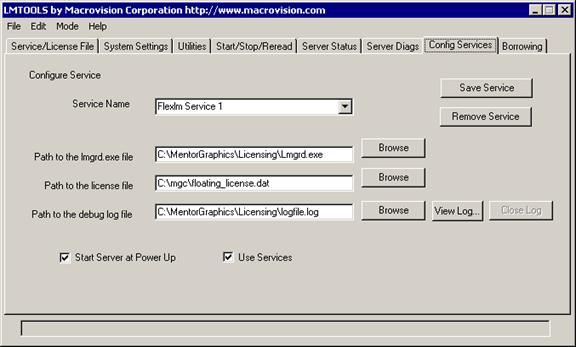 LMTOOLS by Macrovision Corporation http://www.macrovision.com
File Edit Mode Help
Service/License File System Settings Utilities Start/Stop/Reread Server Status Server Diags Config Services Borrowing
Configure Service
Save Service
Service Name Flexlm Service 1
Remove Service
Path to the lmgrd.exe file C:\MentorGraphics\Licensing\Lmgrd.exe Browse
Path to the license file C:\mgc\floating_license.dat Browse
Path to the debug log file C:\MentorGraphics\Licensing\logfile.log Browse View Log... Close Log
Start Server at Power Up Use Services